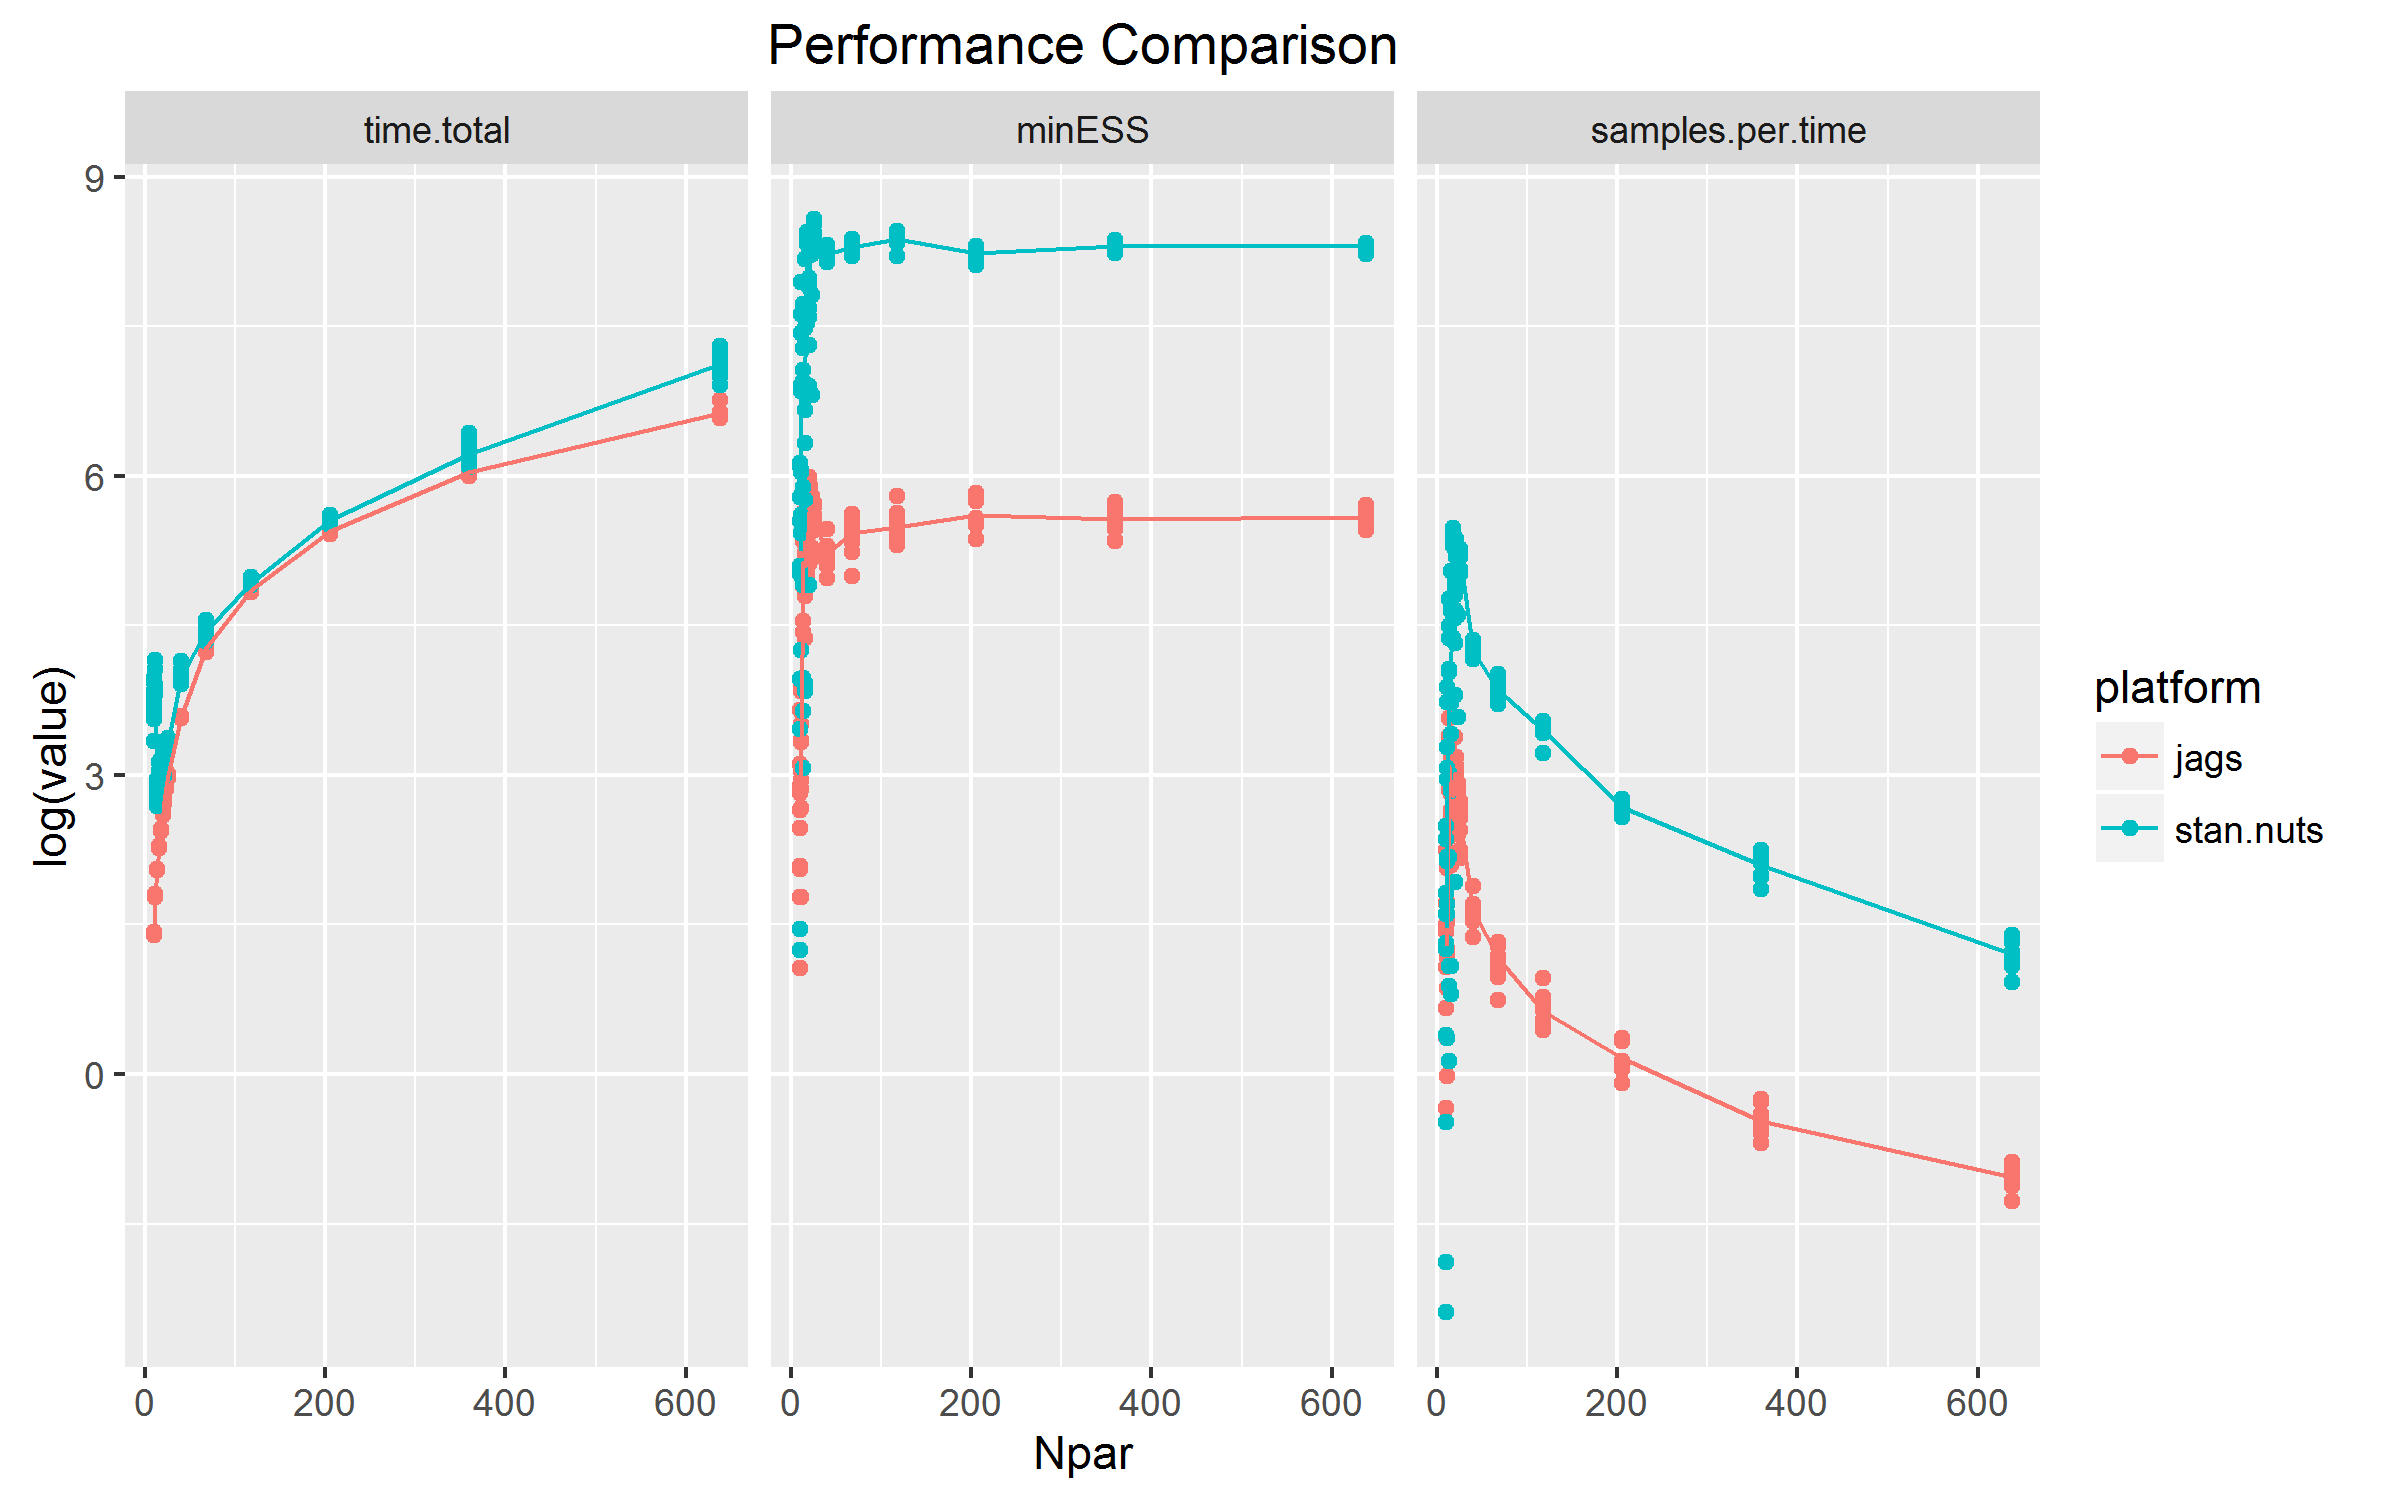 Performance Comparison
time.total
minESS
samples.per.time
9
6
3
0
log(value)
0 200 400 600
0 200 400 600
0 200 400 600
Npar
platform
jags
stan.nuts